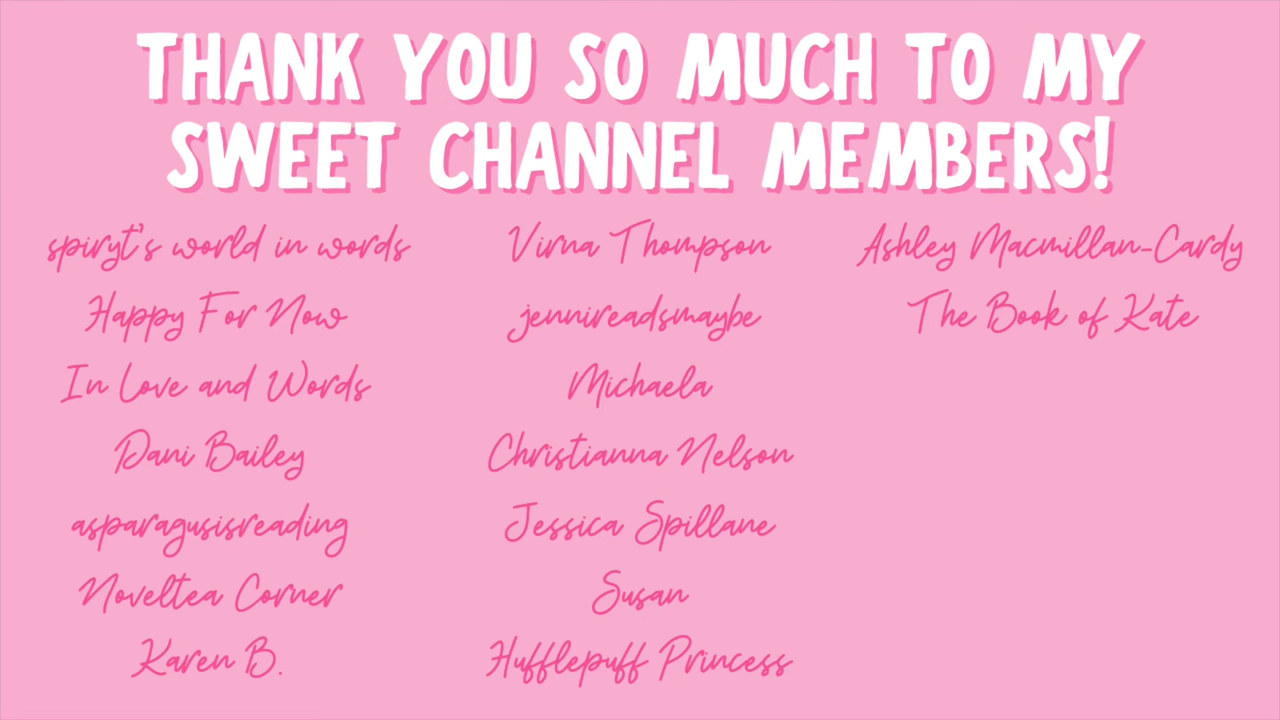 THANK YOU SO MUCH TO MY
SWEET CHANNEL MEMBERS!
spiryt's world in words
Happy For Now
In Love and Words
Dani Bailey
asparagusisreading
Noveltea Corner
Karen B.
Virna Thompson
jennireadsmaybe
Michaela
Christianna Nelson
Jessica Spillane
Susan
Hufflepuff Princess
Ashley Macmillan-Cardy
The Book of Kate